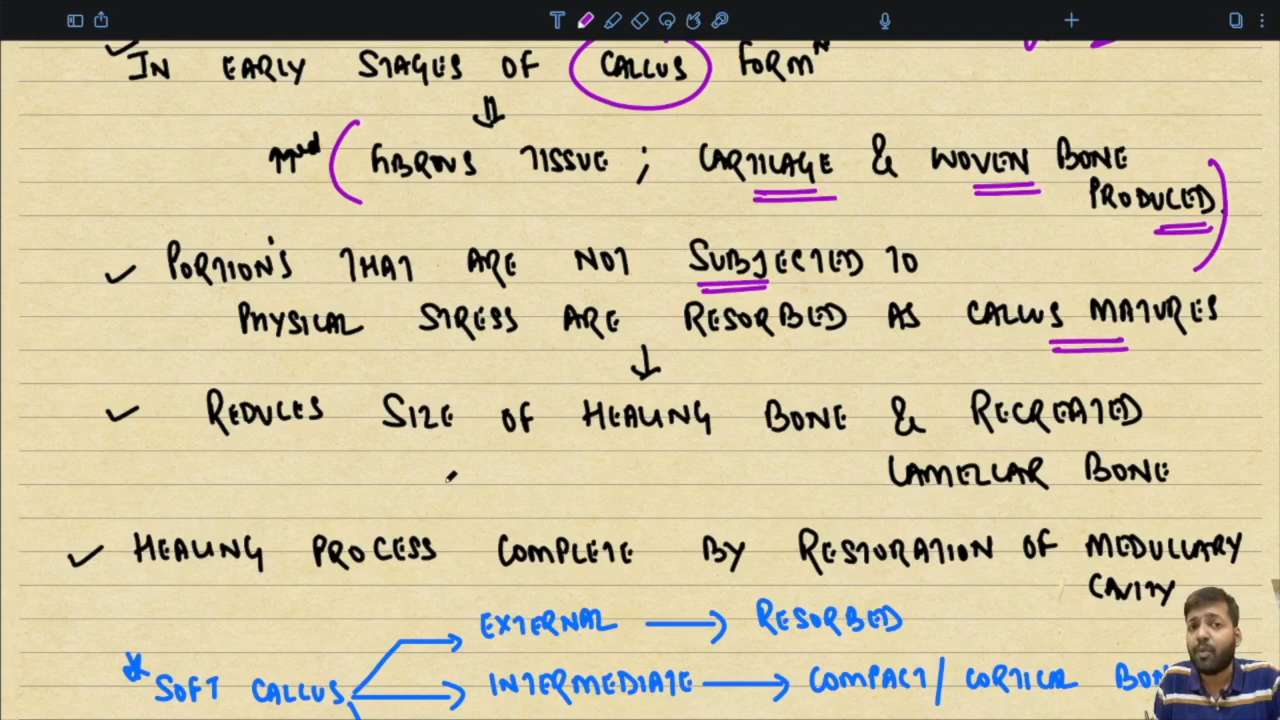 IN EARLY STAGES OF CALLUS FORMN
FIBROUS TISSUE ; CARTILAGE & WOVEN BONE
PRODUCED
PORTION'S THAT ARE NOT SUBJECTED TO
PHYSICAL STRESS ARE RESORBED AS CALLUS MATURES
REDUCES SIZE OF HEALING BONE & RECREATED
LAMELLAR BONE
HEALING PROCESS COMPLETE BY RESTORATION OF MEDULLARY
CAVITY
EXTERNAL → RESORBED
* SOFT CALLUS
INTERMEDIATE → COMPACT / CORTICAL